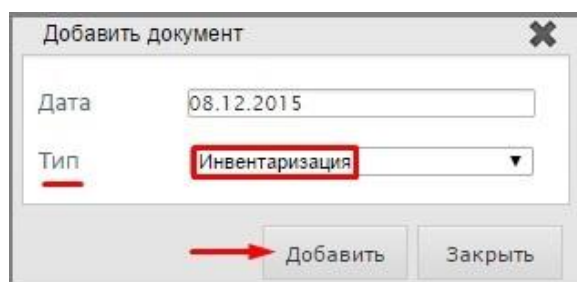 Добавить документ
Дата 08.12.2015
Тип Инвентаризация
Добавить Закрыть